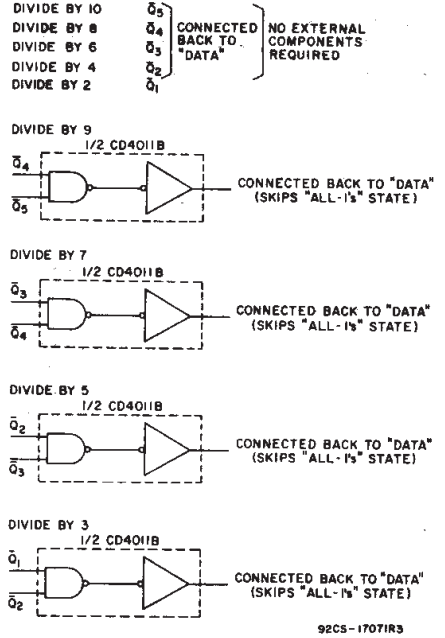 DIVIDE BY 10 Q̄5 CONNECTED NO EXTERNAL
DIVIDE BY 8 Q̄4 BACK TO COMPONENTS
DIVIDE BY 6 Q̄3 "DATA" REQUIRED
DIVIDE BY 4 Q̄2
DIVIDE BY 2 Q̄1
DIVIDE BY 9
1/2 CD4011B
Q̄4
Q̄5
CONNECTED BACK TO "DATA"
(SKIPS "ALL-1's" STATE)
DIVIDE BY 7
1/2 CD4011B
Q̄3
Q̄4
CONNECTED BACK TO "DATA"
(SKIPS "ALL-1's" STATE)
DIVIDE BY 5
1/2 CD4011B
Q̄2
Q̄3
CONNECTED BACK TO "DATA"
(SKIPS "ALL-1's" STATE)
DIVIDE BY 3
1/2 CD4011B
Q̄1
Q̄2
CONNECTED BACK TO "DATA"
(SKIPS "ALL-1's" STATE)
92CS-17071R3